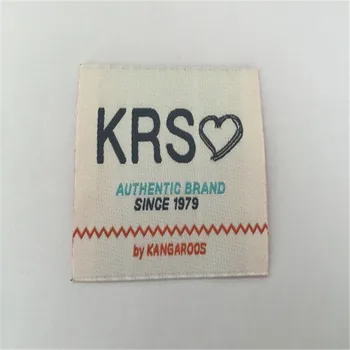 KRS
AUTHENTIC BRAND
SINCE 1979
by KANGAROOS